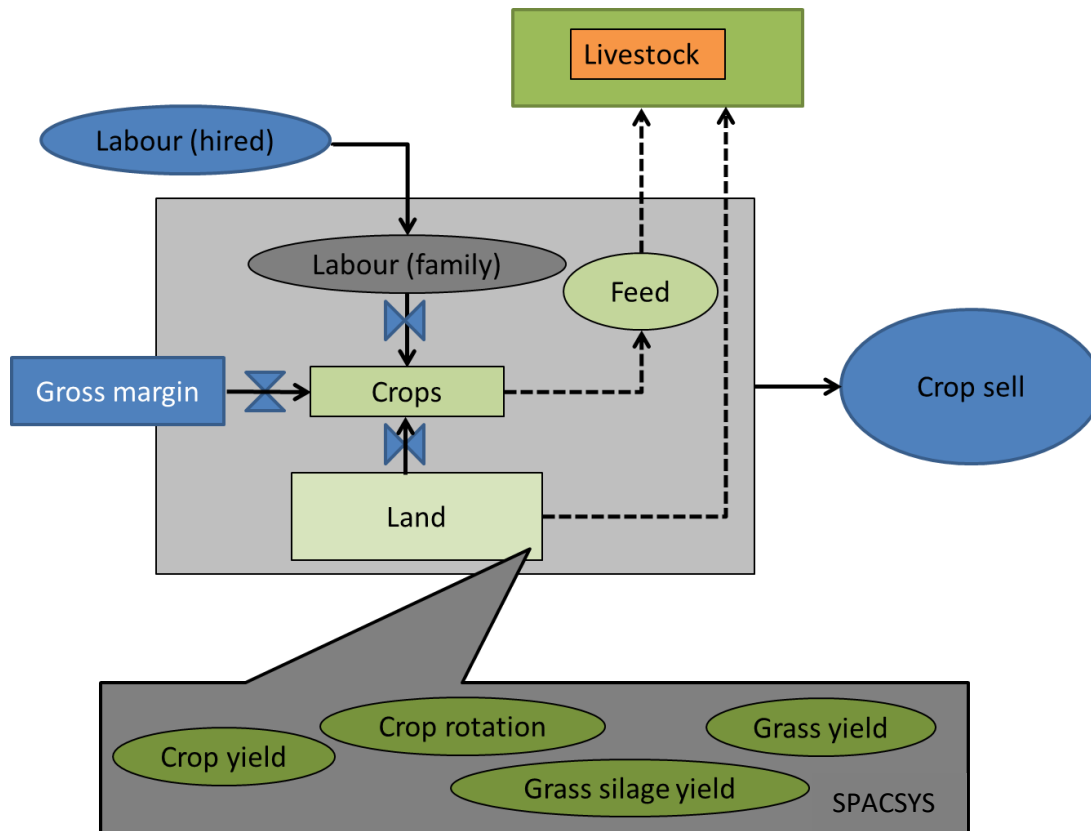 Livestock
Labour (hired)
Labour (family)
Feed
Gross margin
Crops
Crop sell
Land
Crop rotation
Grass yield
Crop yield
Grass silage yield
SPACSYS